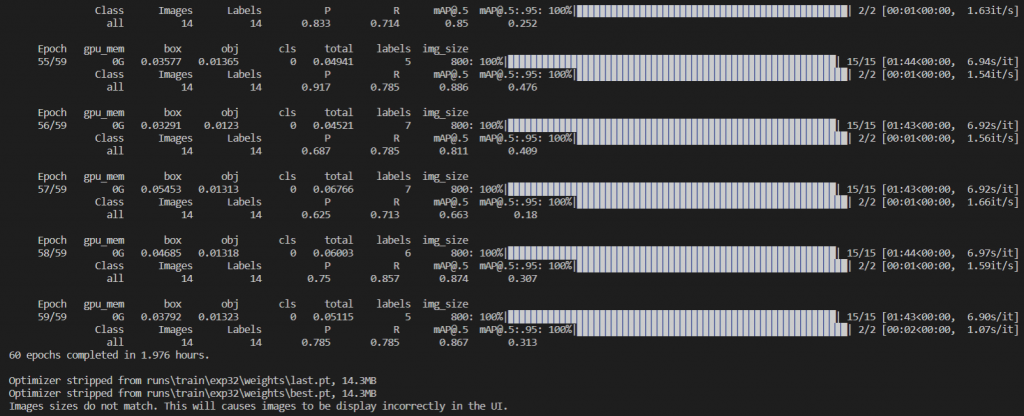 Class Images Labels P R mAP@.5 mAP@.5:.95: 100%| 2/2 [00:01<00:00, 1.63it/s]
all 14 14 0.833 0.714 0.85 0.252
Epoch gpu_mem box obj cls total labels img_size
55/59 0G 0.03577 0.01365 0 0.04941 5 800: 100%| | 15/15 [01:44<00:00, 6.94s/it]
Class Images Labels P R mAP@.5 mAP@.5:.95: 100%| | 2/2 [00:01<00:00, 1.54it/s]
all 14 14 0.917 0.785 0.886 0.476
Epoch gpu_mem box obj cls total labels img_size
56/59 0G 0.03291 0.0123 0 0.04521 7 800: 100%| | 15/15 [01:43<00:00, 6.92s/it]
Class Images Labels P R mAP@.5 mAP@.5:.95: 100%| | 2/2 [00:01<00:00, 1.56it/s]
all 14 14 0.687 0.785 0.811 0.409
Epoch gpu_mem box obj cls total labels img_size
57/59 0G 0.05453 0.01313 0 0.06766 7 800: 100%| | 15/15 [01:43<00:00, 6.92s/it]
Class Images Labels P R mAP@.5 mAP@.5:.95: 100%| | 2/2 [00:01<00:00, 1.66it/s]
all 14 14 0.625 0.713 0.663 0.18
Epoch gpu_mem box obj cls total labels img_size
58/59 0G 0.04685 0.01318 0 0.06003 6 800: 100%| | 15/15 [01:44<00:00, 6.97s/it]
Class Images Labels P R mAP@.5 mAP@.5:.95: 100%| | 2/2 [00:01<00:00, 1.59it/s]
all 14 14 0.75 0.857 0.874 0.307
Epoch gpu_mem box obj cls total labels img_size
59/59 0G 0.03792 0.01323 0 0.05115 5 800: 100%| | 15/15 [01:43<00:00, 6.90s/it]
Class Images Labels P R mAP@.5 mAP@.5:.95: 100%| | 2/2 [00:02<00:00, 1.07it/s]
all 14 14 0.785 0.785 0.867 0.313
60 epochs completed in 1.976 hours.
Optimizer stripped from runs\train\exp32\weights\last.pt, 14.3MB
Optimizer stripped from runs\train\exp32\weights\best.pt, 14.3MB
Images sizes do not match. This will causes images to be display incorrectly in the UI.